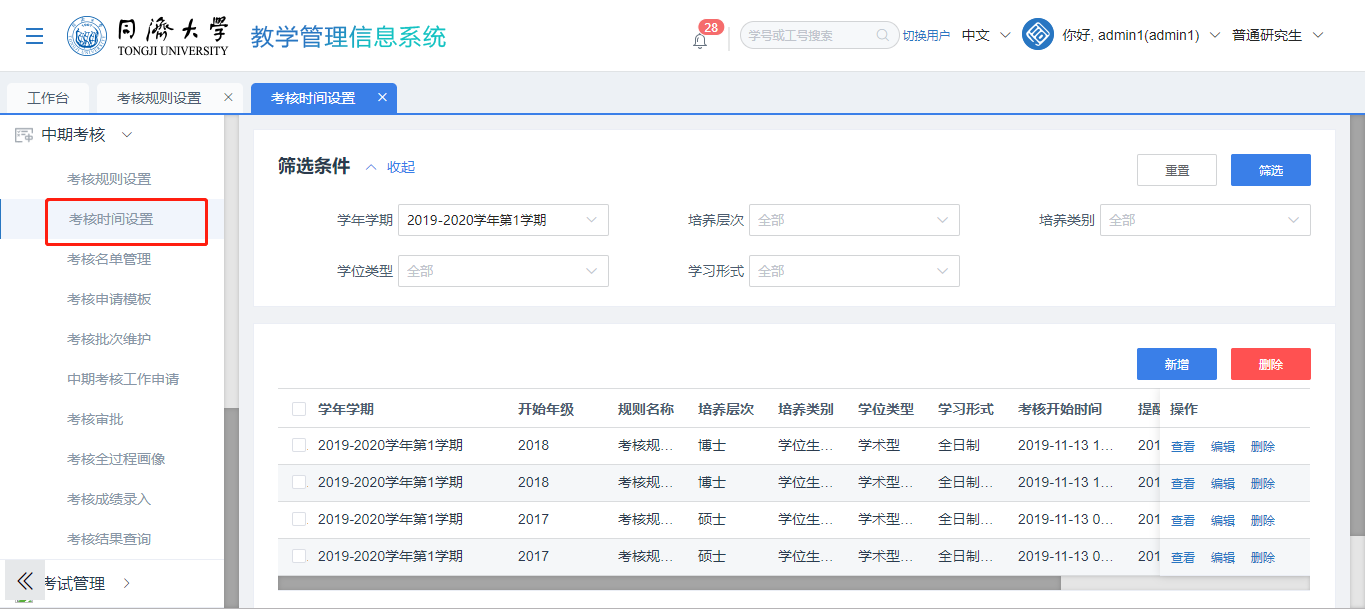 同濟大学
TONGJI UNIVERSITY
教学管理信息系统
28
学号或工号搜索
切换用户
中文
你好, admin1(admin1)
普通研究生
工作台
考核规则设置
考核时间设置
中期考核
考核规则设置
考核时间设置
考核名单管理
考核申请模板
考核批次维护
中期考核工作申请
考核审批
考核全过程画像
考核成绩录入
考核结果查询
考试管理
筛选条件 收起
重置 筛选
学年学期 2019-2020学年第1学期 培养层次 全部 培养类别 全部
学位类型 全部 学习形式 全部
新增 删除
学年学期 开始年级 规则名称 培养层次 培养类别 学位类型 学习形式 考核开始时间 提醒 操作
2019-2020学年第1学期 2018 考核规... 博士 学位生... 学术型 全日制 2019-11-13 1... 201 查看 编辑 删除
2019-2020学年第1学期 2018 考核规... 博士 学位生... 学术型... 全日制... 2019-11-13 1... 201 查看 编辑 删除
2019-2020学年第1学期 2017 考核规... 硕士 学位生... 学术型... 全日制... 2019-11-13 0... 201 查看 编辑 删除
2019-2020学年第1学期 2017 考核规... 硕士 学位生... 学术型... 全日制... 2019-11-13 0... 201 查看 编辑 删除